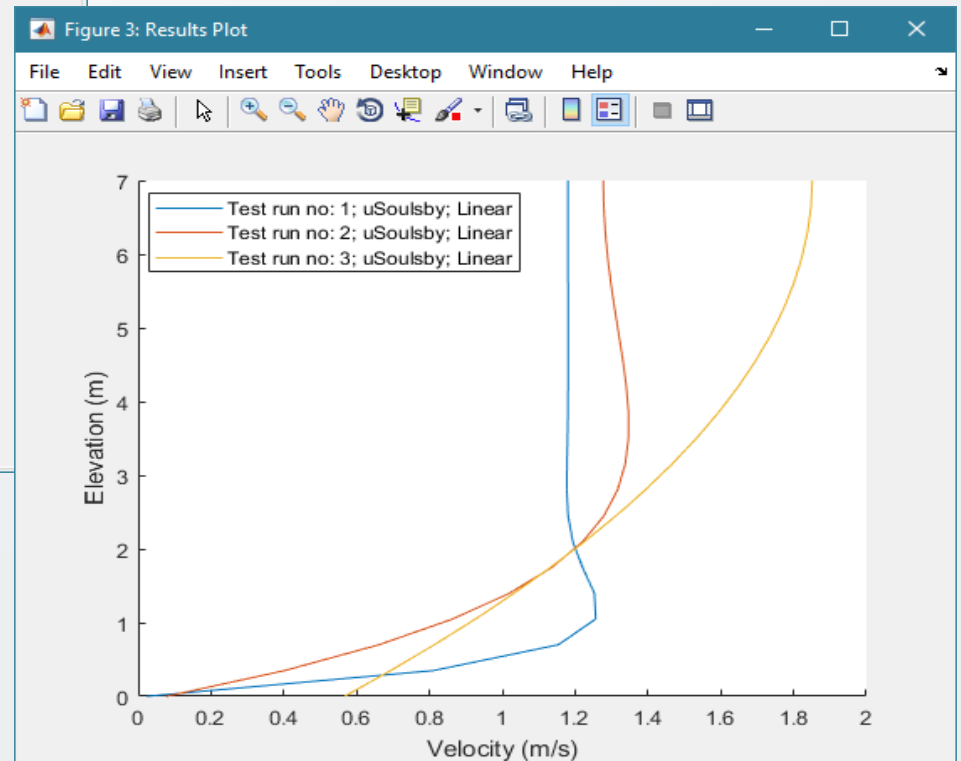 Figure 3: Results Plot
File Edit View Insert Tools Desktop Window Help
7
Test run no: 1; uSoulsby; Linear
Test run no: 2; uSoulsby; Linear
Test run no: 3; uSoulsby; Linear
6
5
4
3
2
1
0
Elevation (m)
0 0.2 0.4 0.6 0.8 1 1.2 1.4 1.6 1.8 2
Velocity (m/s)